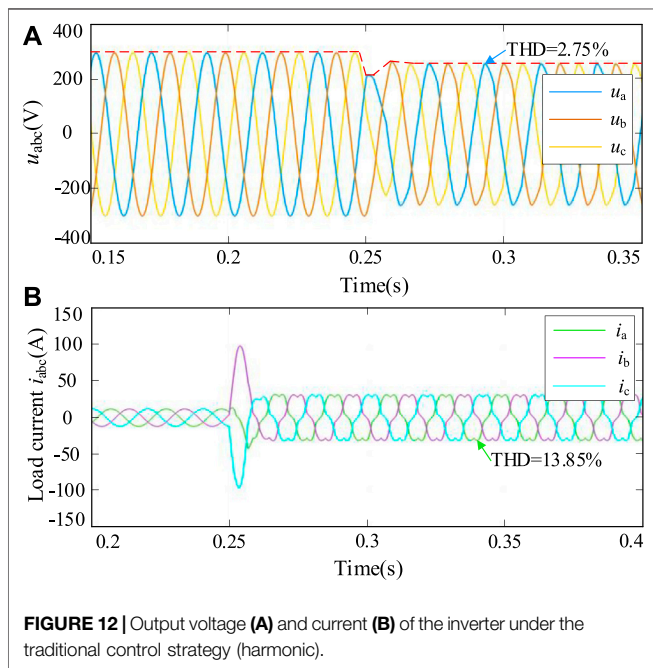 A
400
200
0
-200
-400
u_abc(V)
THD=2.75%
u_a
u_b
u_c
0.15 0.2 0.25 0.3 0.35
Time(s)
B
150
100
50
0
-50
-100
-150
Load current i_abc(A)
i_a
i_b
i_c
THD=13.85%
0.2 0.25 0.3 0.35 0.4
Time(s)
FIGURE 12 | Output voltage (A) and current (B) of the inverter under the
traditional control strategy (harmonic).